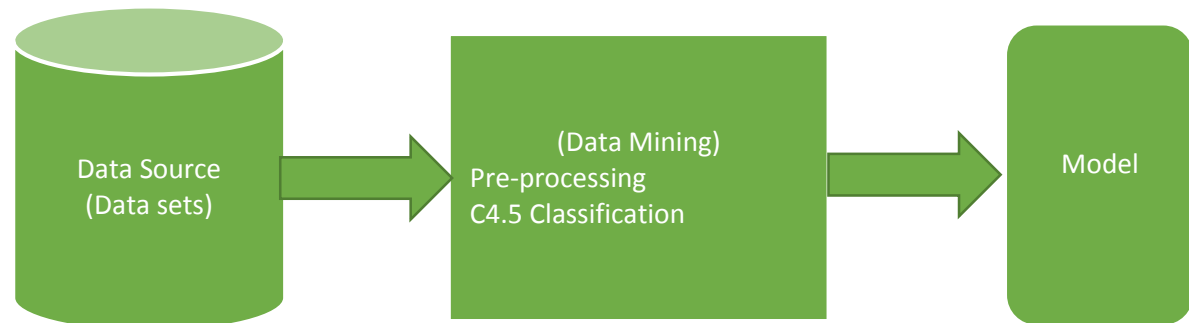 Data Source
(Data sets)
(Data Mining)
Pre-processing
C4.5 Classification
Model